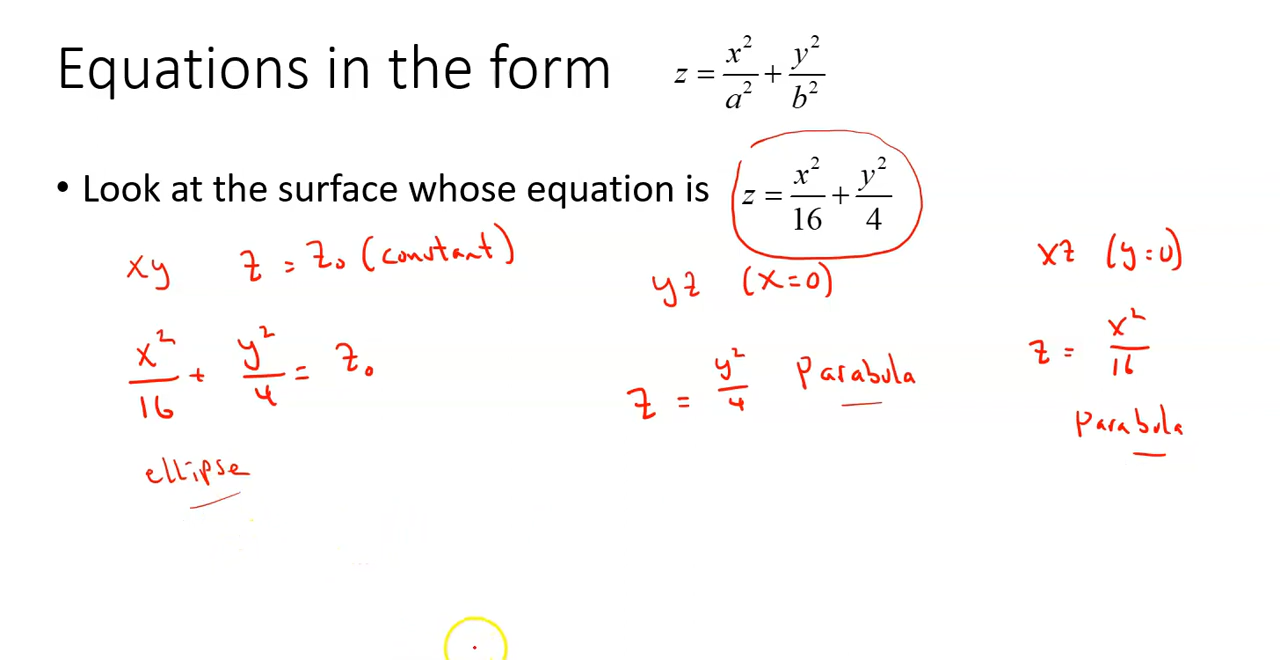 Equations in the form z = x²/a² + y²/b²
• Look at the surface whose equation is z = x²/16 + y²/4
xy z = z₀ (constant)
x²/16 + y²/4 = z₀
ellipse
yz (x=0)
z = y²/4 parabola
xz (y=0)
z = x²/16
parabola